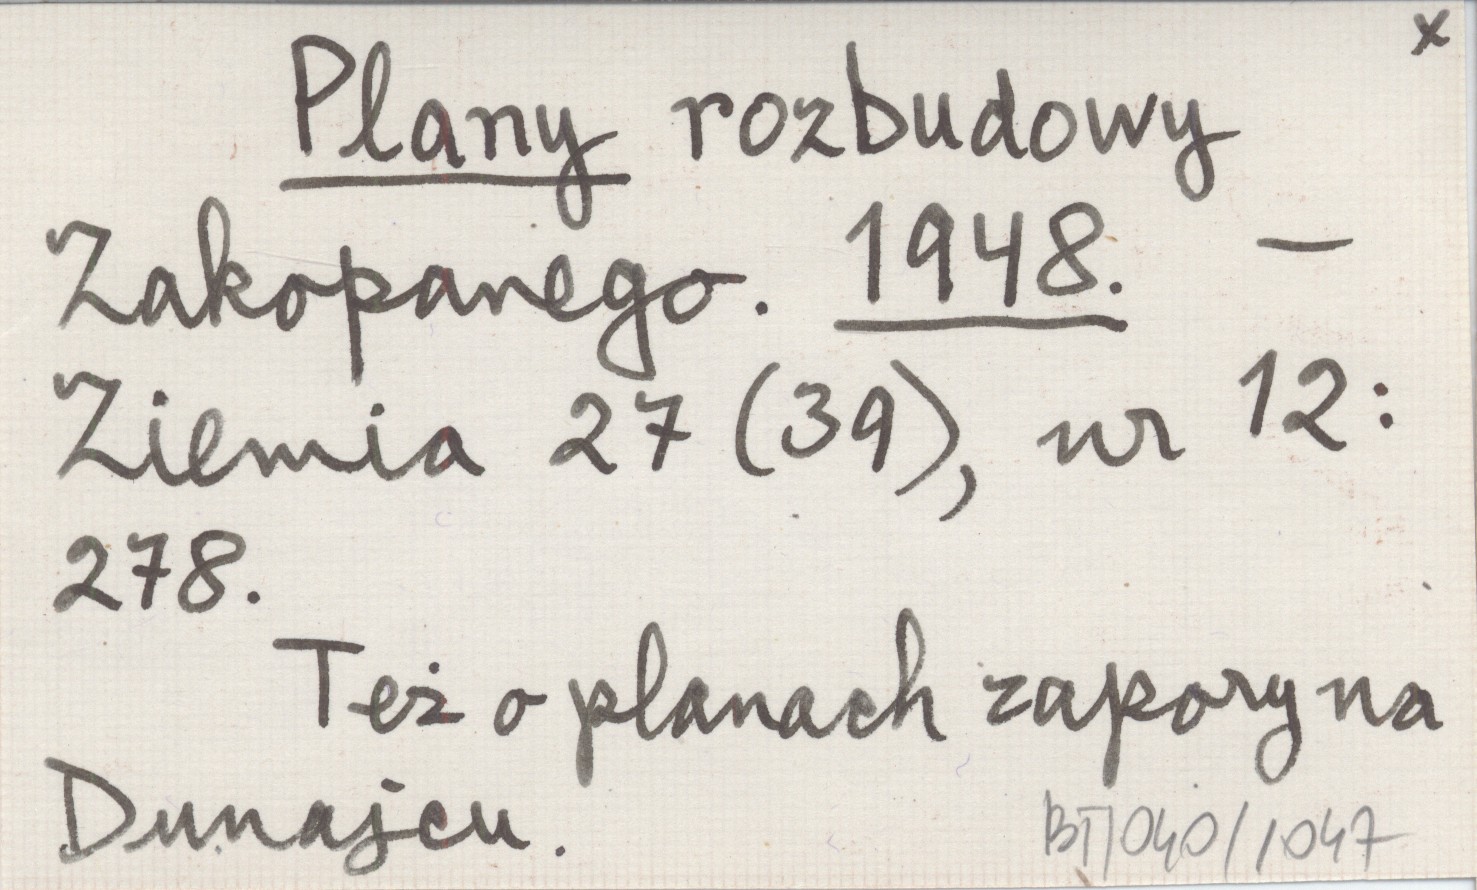 x
Plany rozbudowy
Zakopanego. 1948. —
Ziemia 27 (39), nr 12:
278.
Też o planach zapory na
Dunajcu.
BT/040/1047